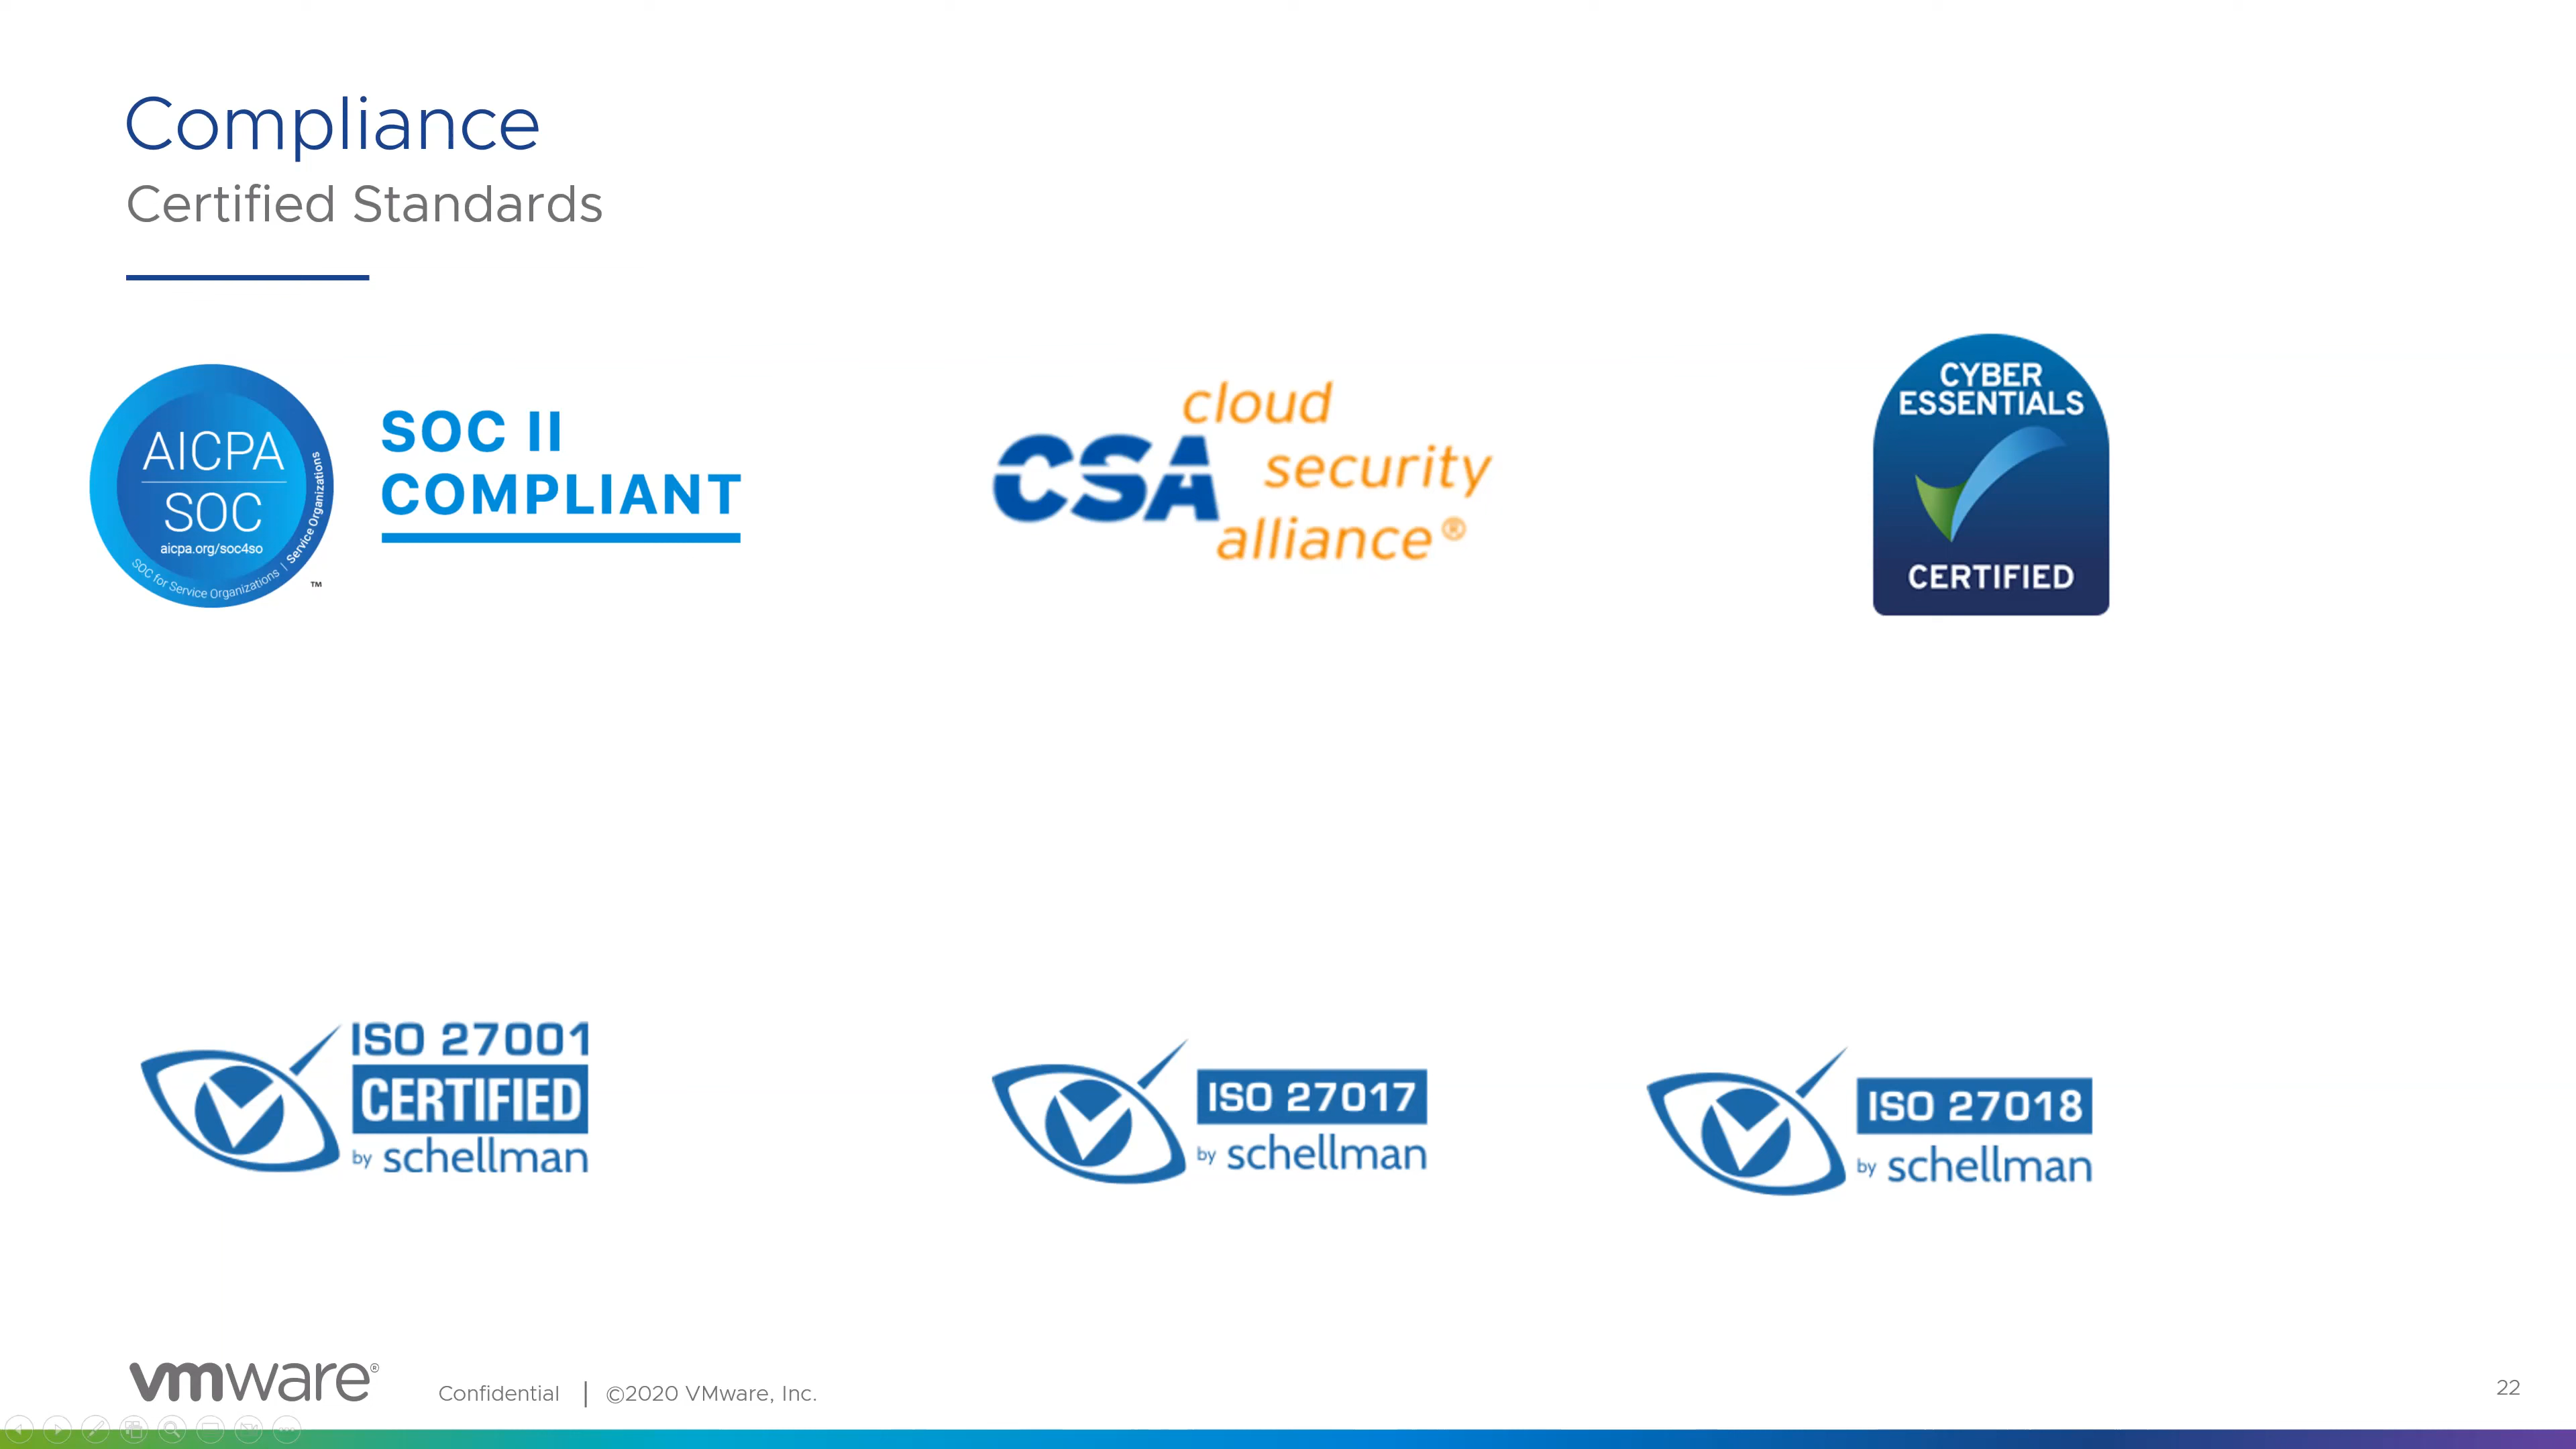 Compliance
Certified Standards
AICPA
SOC
aicpa.org/soc4so
SOC for Service Organizations | Service Organizations
TM
SOC II
COMPLIANT
CSA
cloud
security
alliance®
CYBER
ESSENTIALS
CERTIFIED
ISO 27001
CERTIFIED
by schellman
ISO 27017
by schellman
ISO 27018
by schellman
vmware®
Confidential | ©2020 VMware, Inc.
22